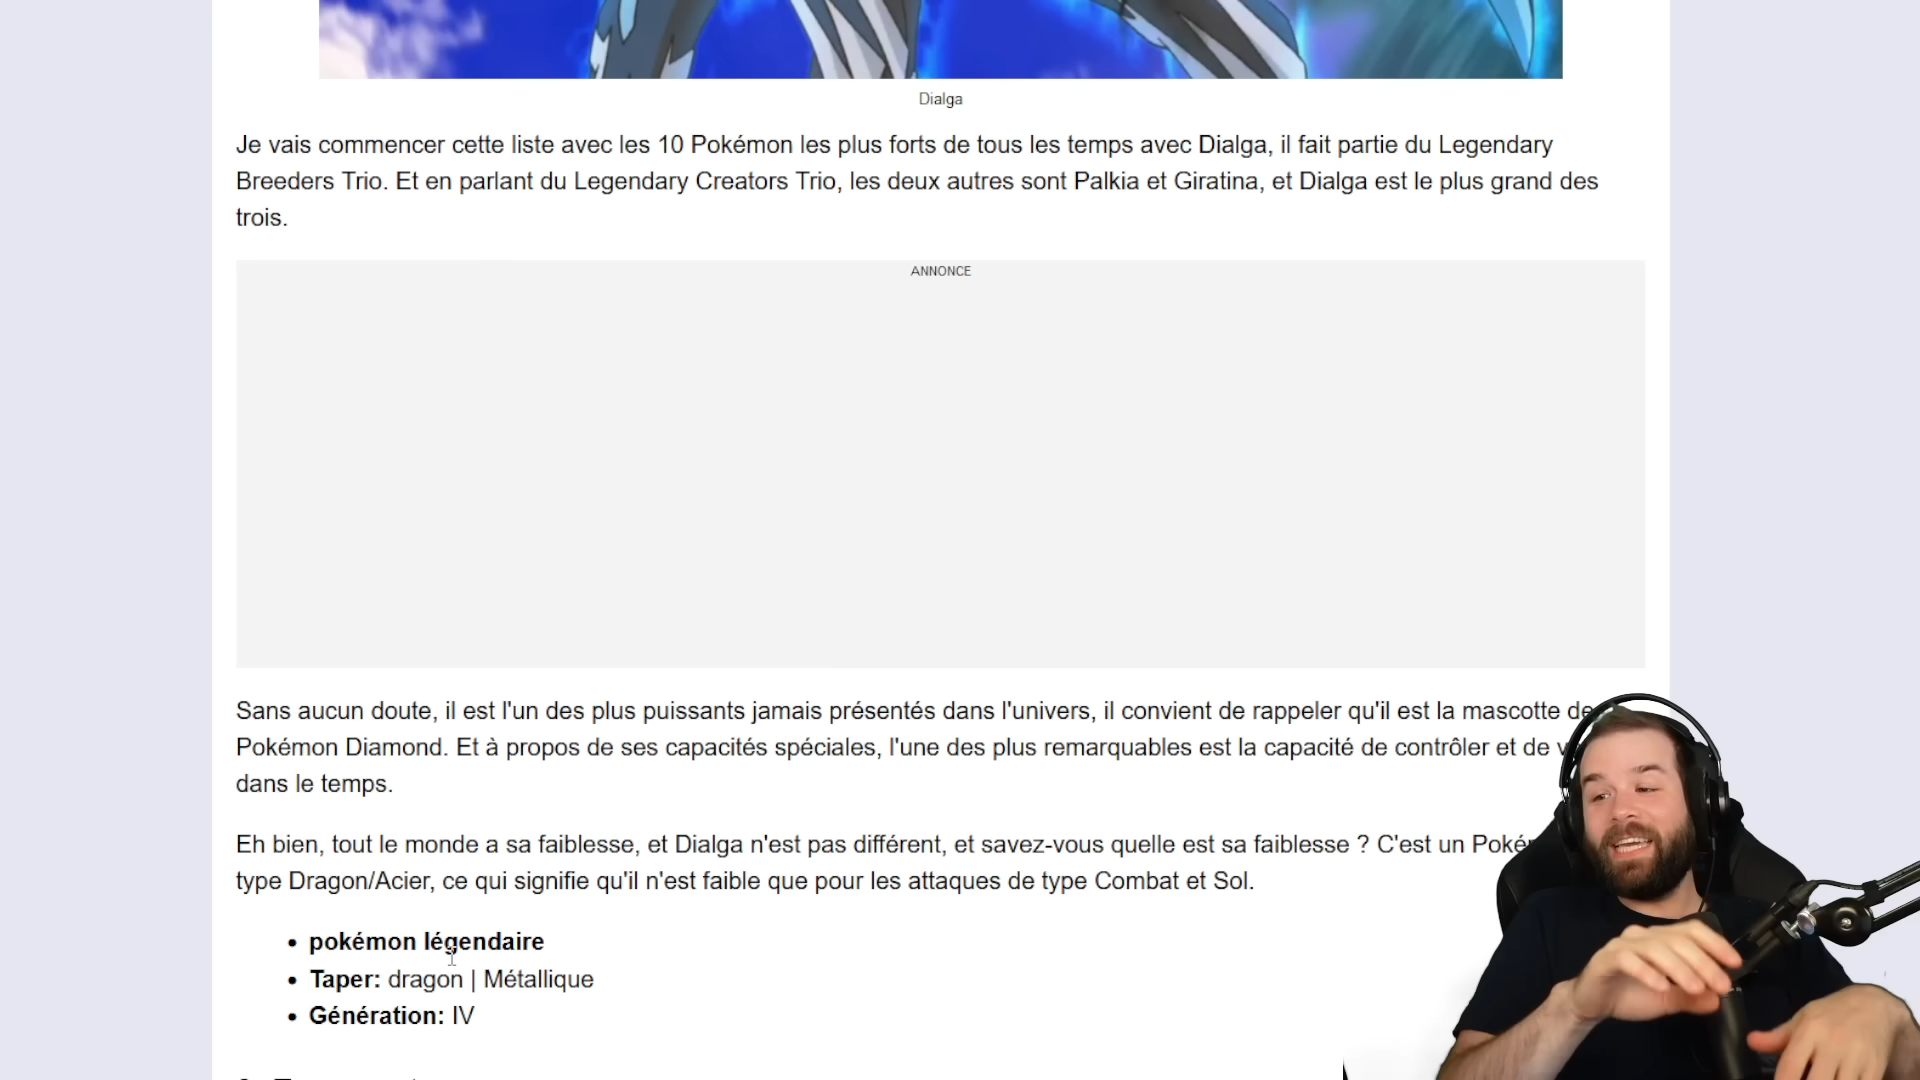 Dialga
Je vais commencer cette liste avec les 10 Pokémon les plus forts de tous les temps avec Dialga, il fait partie du Legendary
Breeders Trio. Et en parlant du Legendary Creators Trio, les deux autres sont Palkia et Giratina, et Dialga est le plus grand des
trois.
ANNONCE
Sans aucun doute, il est l'un des plus puissants jamais présentés dans l'univers, il convient de rappeler qu'il est la mascotte de
Pokémon Diamond. Et à propos de ses capacités spéciales, l'une des plus remarquables est la capacité de contrôler et de
dans le temps.
Eh bien, tout le monde a sa faiblesse, et Dialga n'est pas différent, et savez-vous quelle est sa faiblesse ? C'est un
type Dragon/Acier, ce qui signifie qu'il n'est faible que pour les attaques de type Combat et Sol.
• pokémon légendaire
• Taper: dragon | Métallique
• Génération: IV